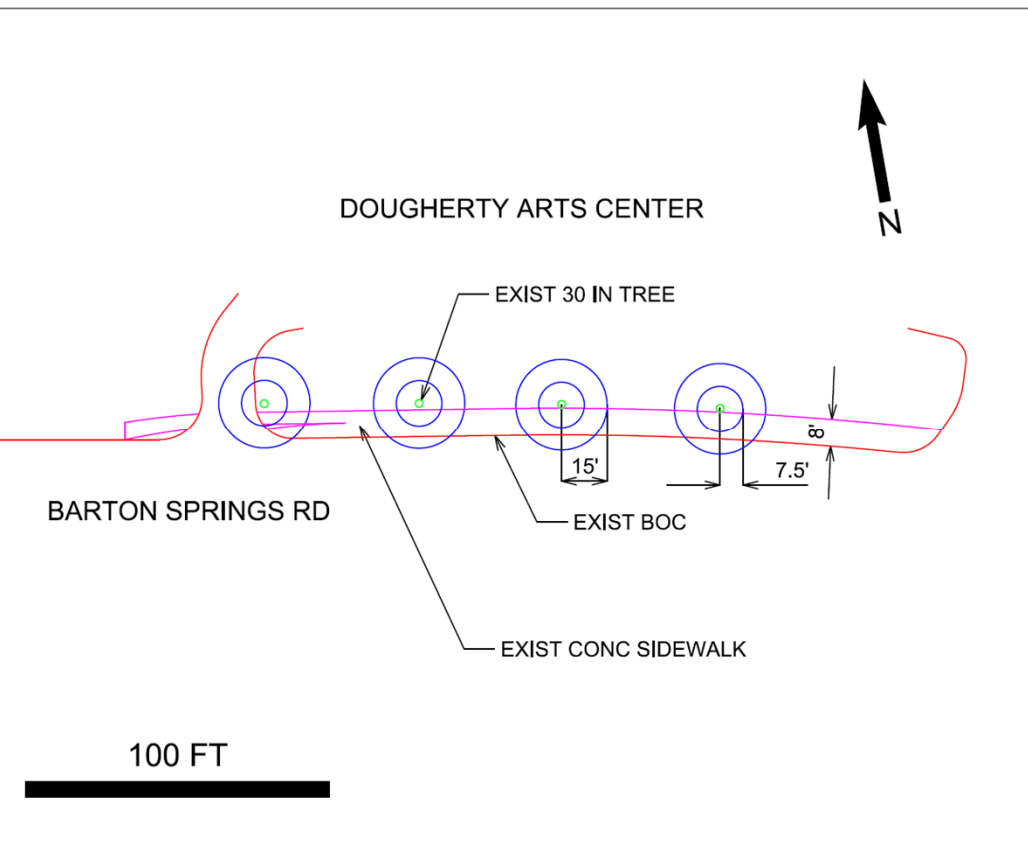 N
DOUGHERTY ARTS CENTER
EXIST 30 IN TREE
8'
15'
7.5'
BARTON SPRINGS RD
EXIST BOC
EXIST CONC SIDEWALK
100 FT